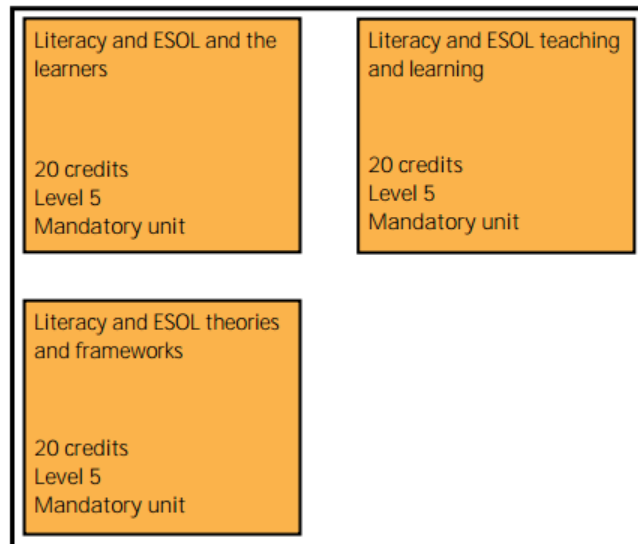 Literacy and ESOL and the
learners
20 credits
Level 5
Mandatory unit
Literacy and ESOL teaching
and learning
20 credits
Level 5
Mandatory unit
Literacy and ESOL theories
and frameworks
20 credits
Level 5
Mandatory unit